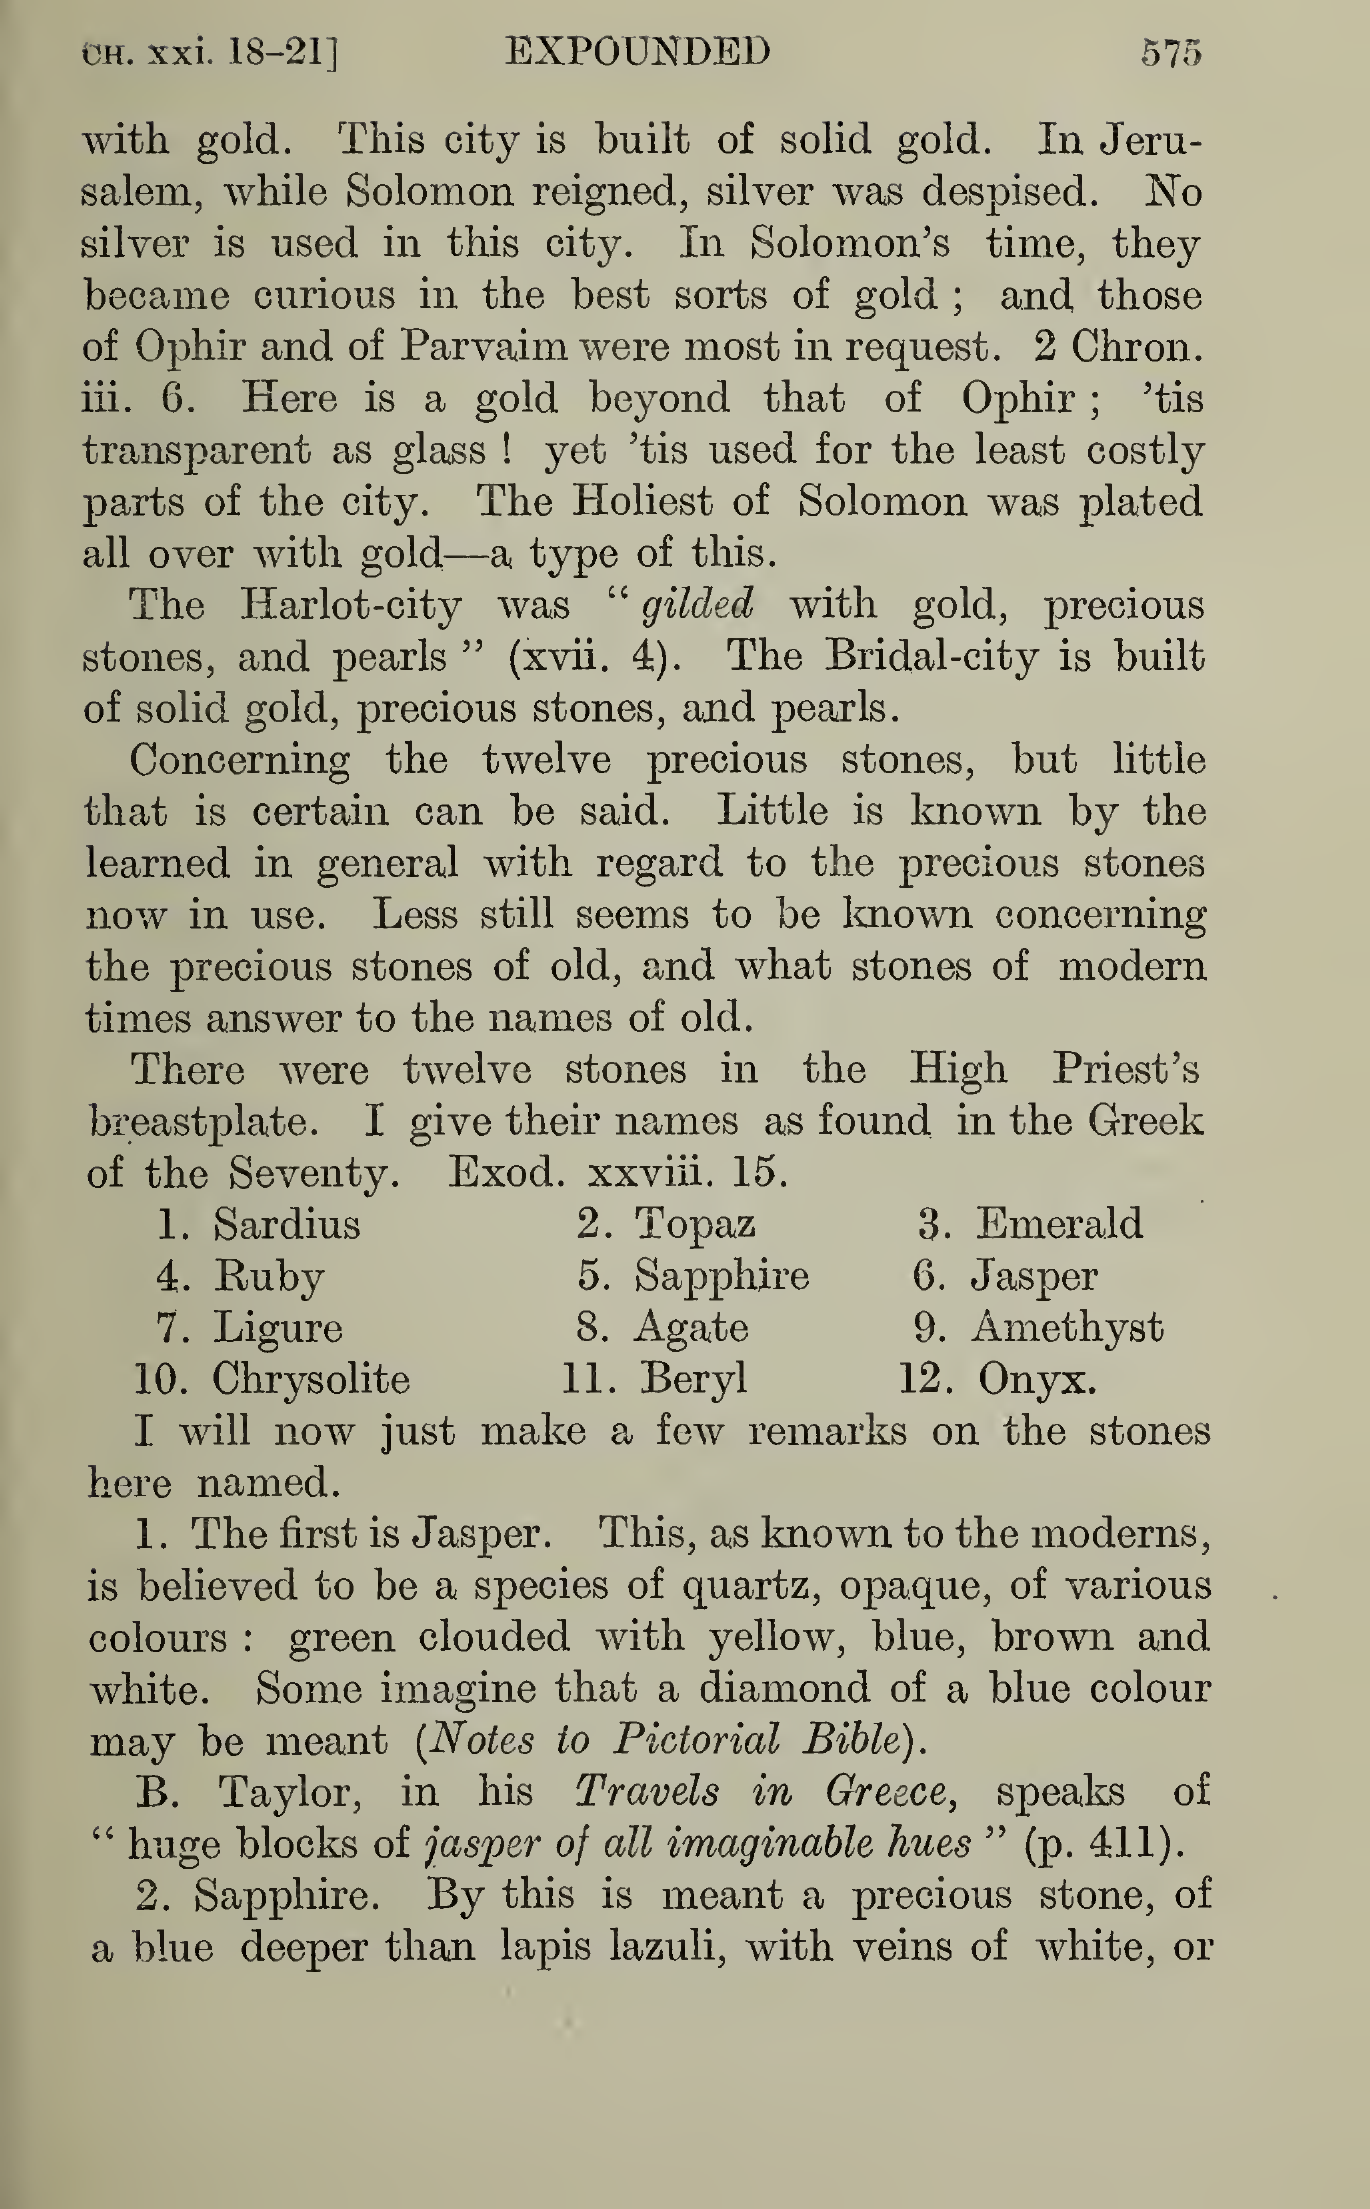 CH. xxi. 18-21] EXPOUNDED 575
with gold. This city is built of solid gold. In Jeru-
salem, while Solomon reigned, silver was despised. No
silver is used in this city. In Solomon's time, they
became curious in the best sorts of gold ; and those
of Ophir and of Parvaim were most in request. 2 Chron.
iii. 6. Here is a gold beyond that of Ophir ; 'tis
transparent as glass ! yet 'tis used for the least costly
parts of the city. The Holiest of Solomon was plated
all over with gold—a type of this.
The Harlot-city was “ gilded with gold, precious
stones, and pearls ” (xvii. 4). The Bridal-city is built
of solid gold, precious stones, and pearls.
Concerning the twelve precious stones, but little
that is certain can be said. Little is known by the
learned in general with regard to the precious stones
now in use. Less still seems to be known concerning
the precious stones of old, and what stones of modern
times answer to the names of old.
There were twelve stones in the High Priest's
breastplate. I give their names as found in the Greek
of the Seventy. Exod. xxviii. 15.
1. Sardius 2. Topaz 3. Emerald
4. Ruby 5. Sapphire 6. Jasper
7. Ligure 8. Agate 9. Amethyst
10. Chrysolite 11. Beryl 12. Onyx.
I will now just make a few remarks on the stones
here named.
1. The first is Jasper. This, as known to the moderns,
is believed to be a species of quartz, opaque, of various
colours : green clouded with yellow, blue, brown and
white. Some imagine that a diamond of a blue colour
may be meant (Notes to Pictorial Bible).
B. Taylor, in his Travels in Greece, speaks of
“ huge blocks of jasper of all imaginable hues ” (p. 411).
2. Sapphire. By this is meant a precious stone, of
a blue deeper than lapis lazuli, with veins of white, or